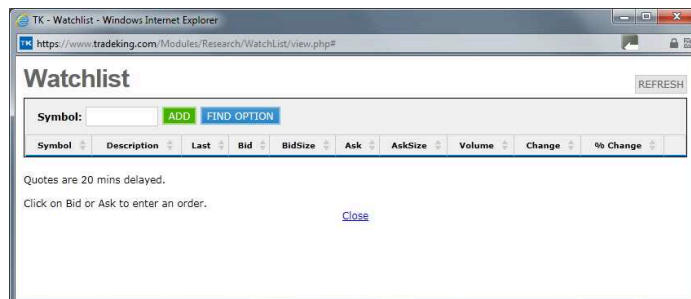 TK - Watchlist - Windows Internet Explorer
TK https://www.tradeking.com/Modules/Research/WatchList/view.php#
Watchlist
REFRESH
Symbol: ADD FIND OPTION
Symbol Description Last Bid BidSize Ask AskSize Volume Change % Change
Quotes are 20 mins delayed.
Click on Bid or Ask to enter an order.
Close